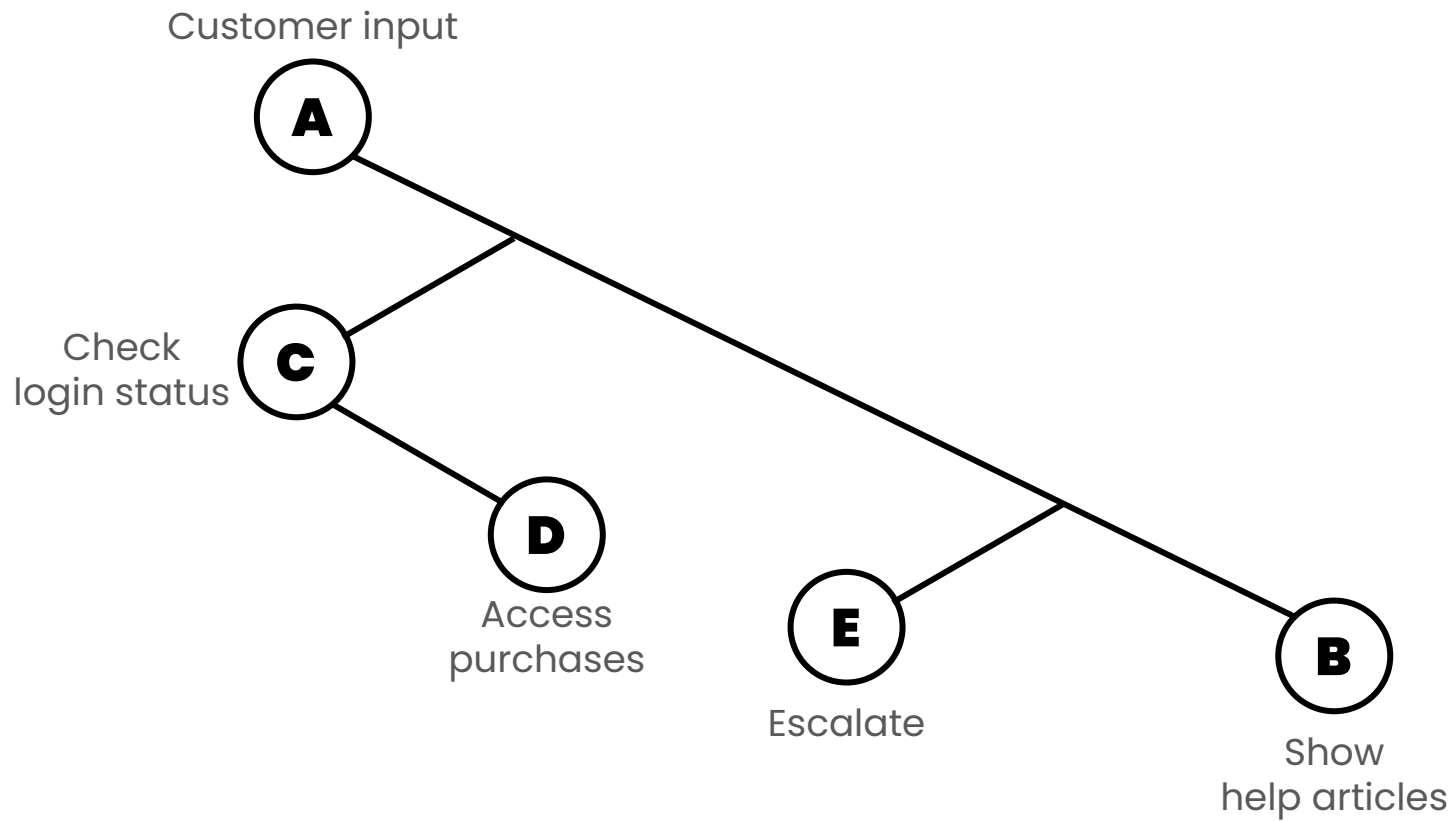 Customer input
A
Check
login status
C
D
Access
purchases
E
Escalate
B
Show
help articles